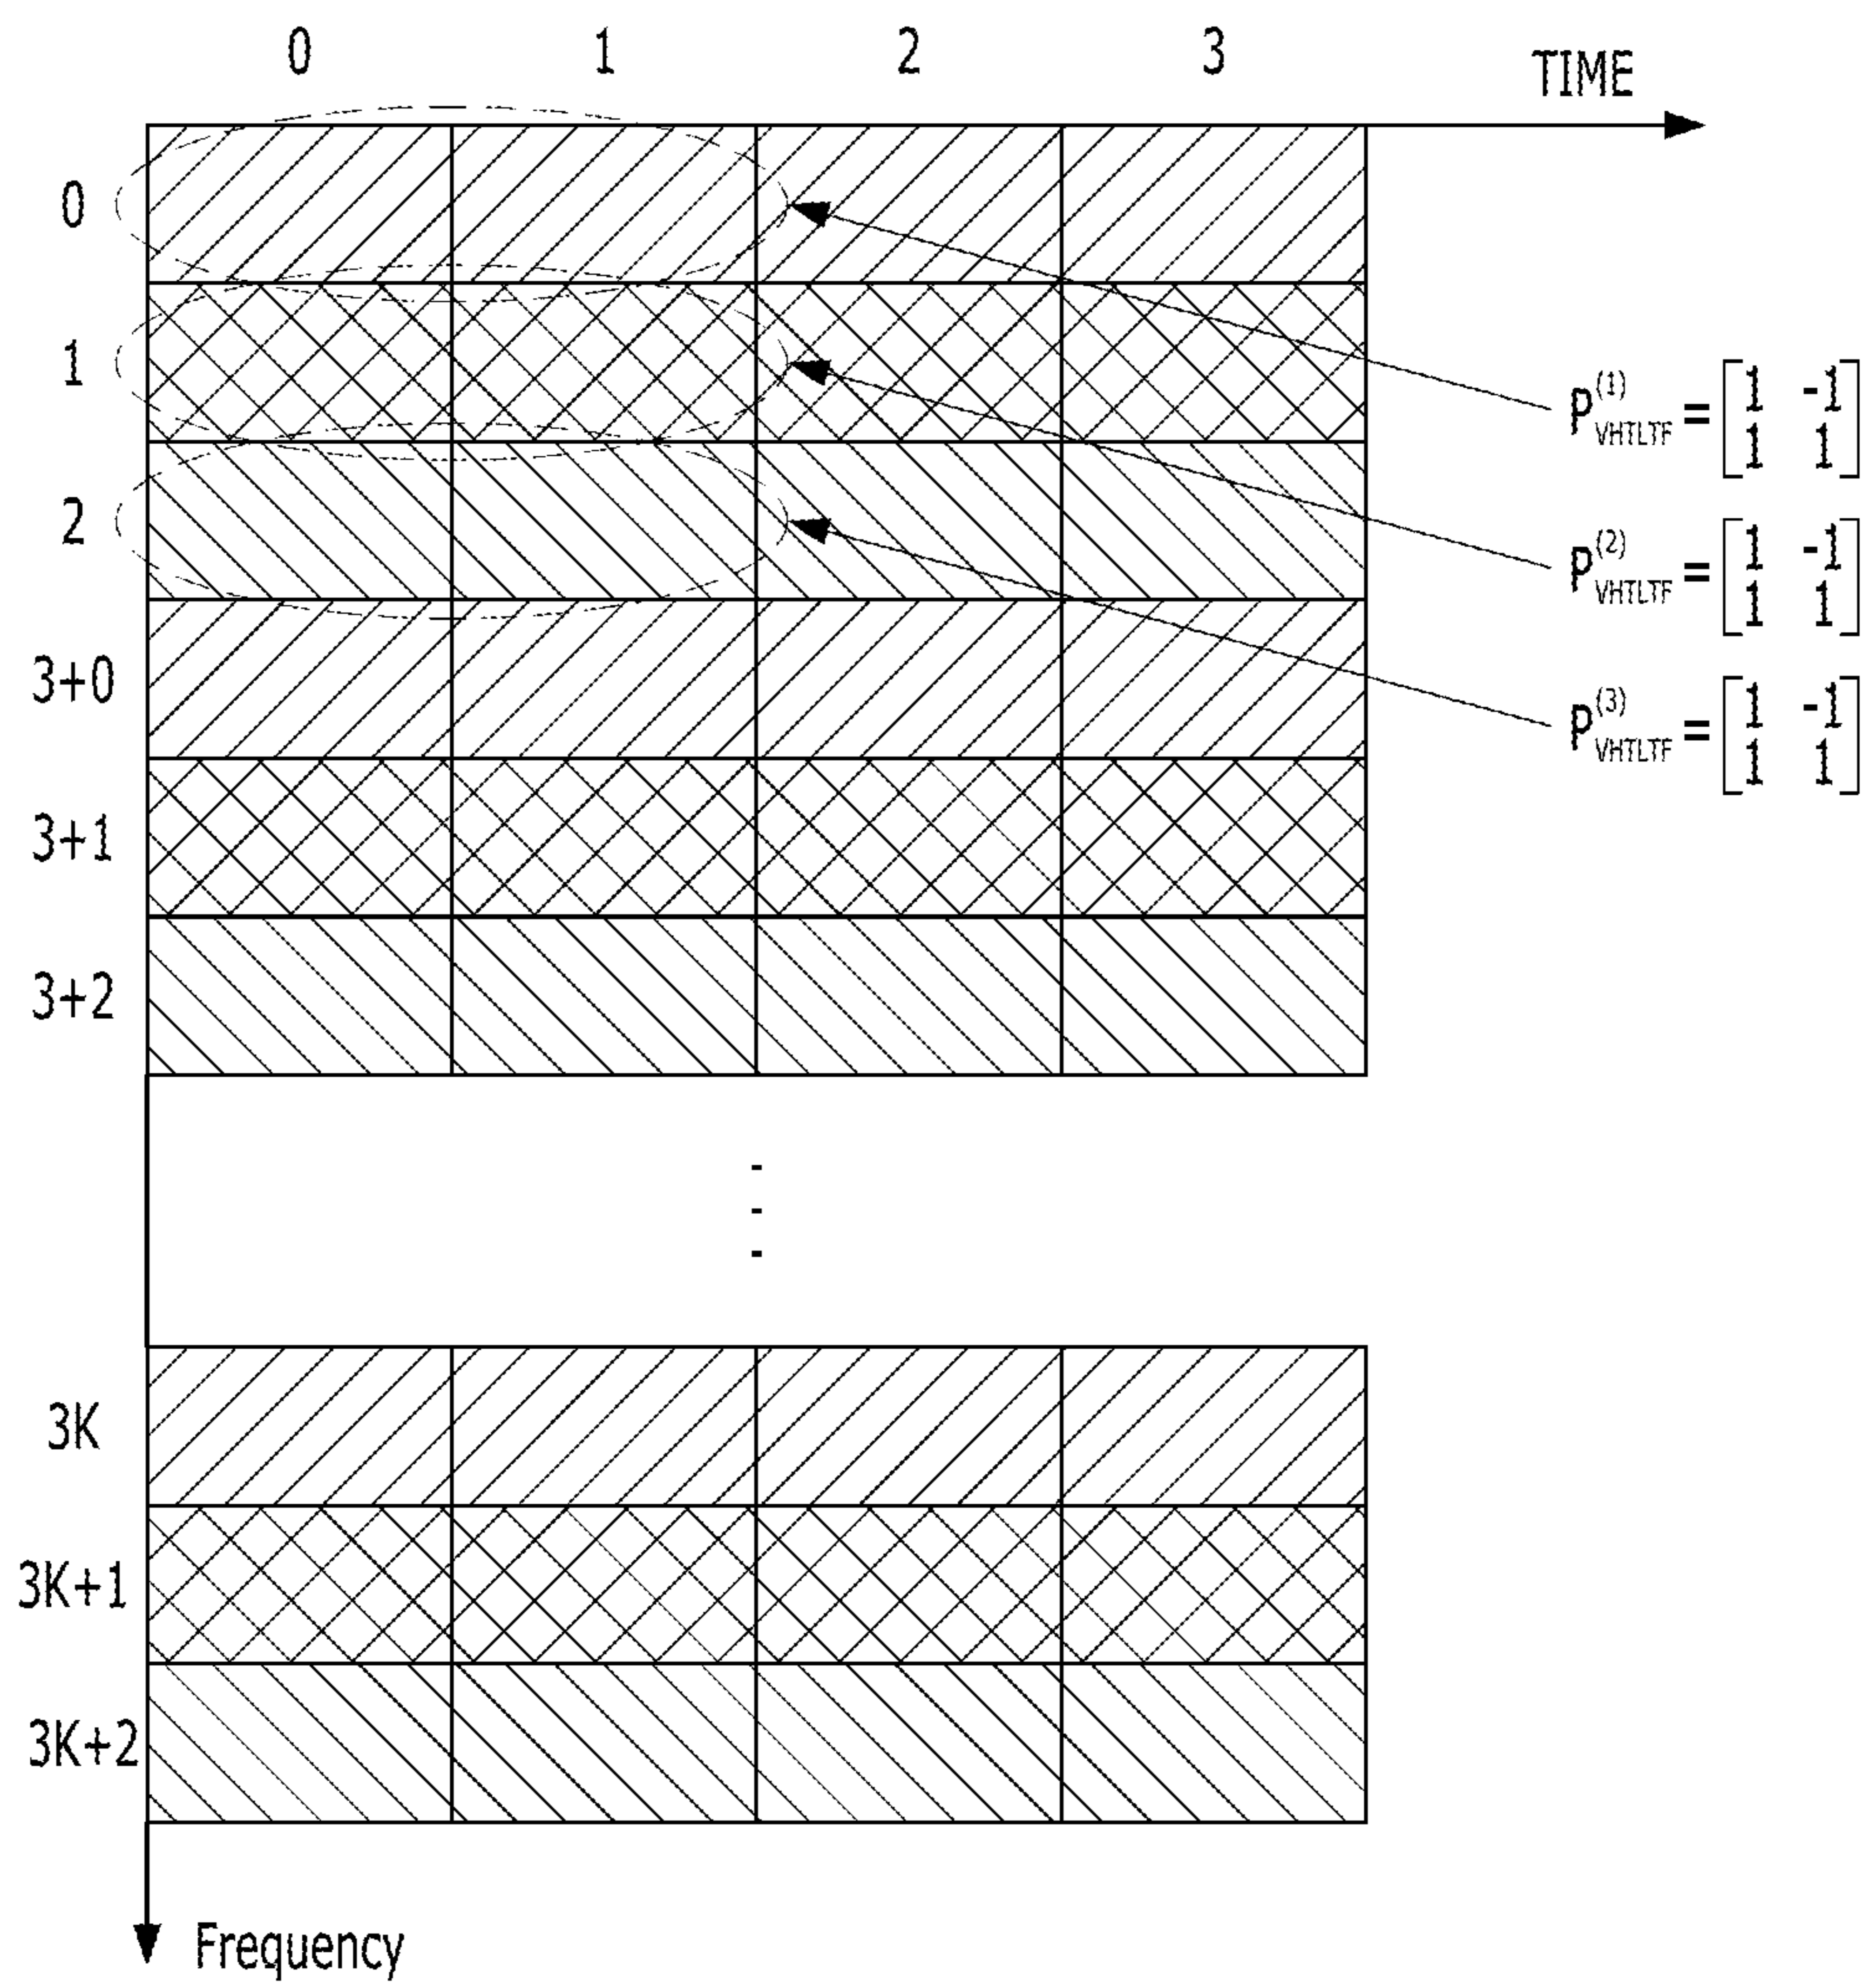 0 1 2 3 TIME
0
1
2
3+0
3+1
3+2
3K
3K+1
3K+2
Frequency
P(1)VHTLTF = [1 -1
1 1]
P(2)VHTLTF = [1 -1
1 1]
P(3)VHTLTF = [1 -1
1 1]